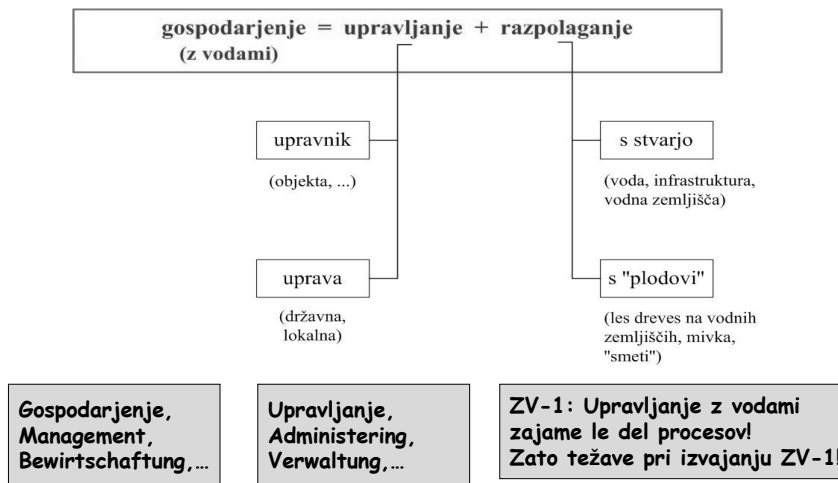 gospodarjenje = upravljanje + razpolaganje
(z vodami)
upravnik
(objekta, ...)
s stvarjo
(voda, infrastruktura,
vodna zemljišča)
uprava
(državna,
lokalna)
s "plodovi"
(les dreves na vodnih
zemljiščih, mivka,
"smeti")
Gospodarjenje,
Management,
Bewirtschaftung,...
Upravljanje,
Administering,
Verwaltung,...
ZV-1: Upravljanje z vodami
zajame le del procesov!
Zato težave pri izvajanju ZV-1!